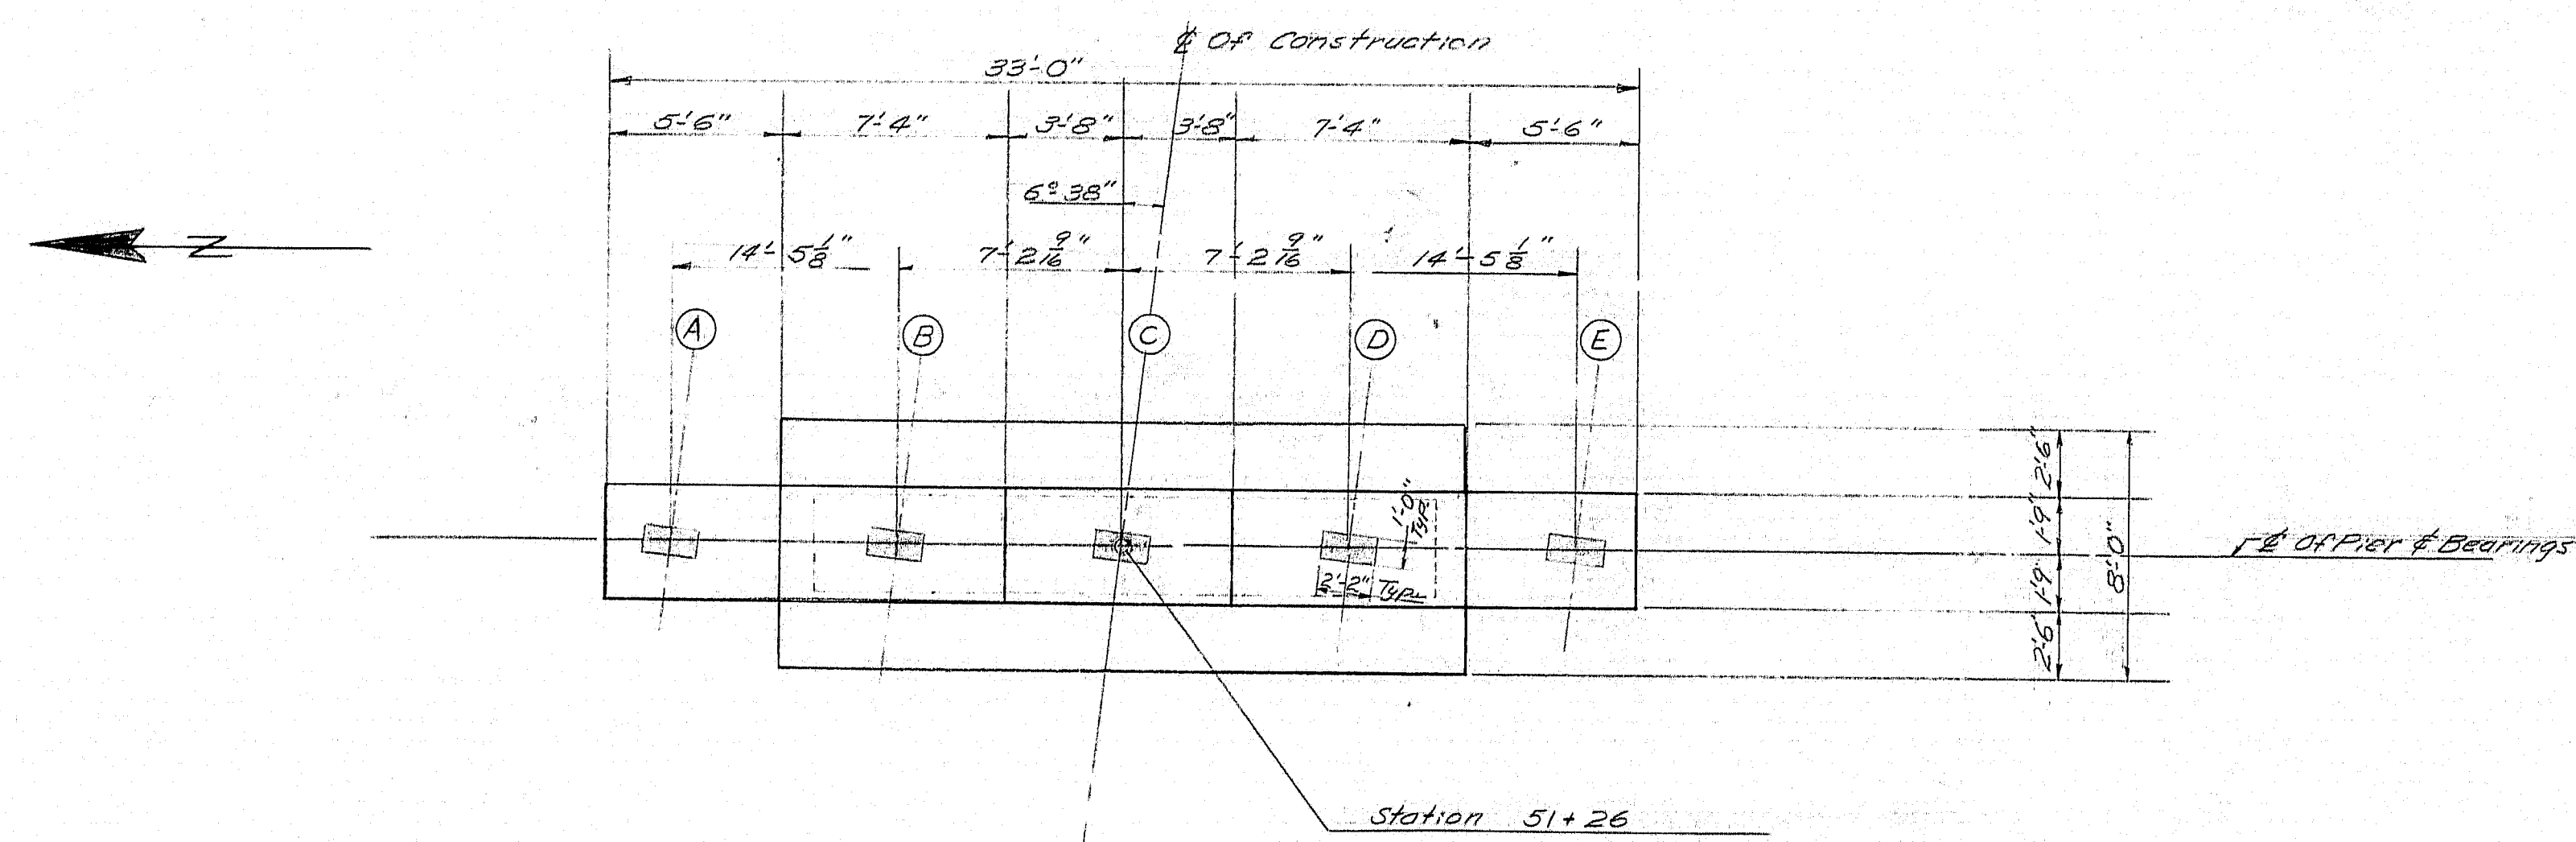 ℄ Of Construction
33'-0"
5'-6" 7'-4" 3'-8" 3'-8" 7'-4" 5'-6"
6° 38"
N
14'-5 1/8" 7'-2 9/16" 7'-2 9/16" 14'-5 1/8"
A B C D E
2'-6"
1'-9"
1'-9"
2'-6"
8'-0"
1'-0"
Typ.
2'-2" Typ.
℄ Of Pier ℄ Bearings
Station 51+26